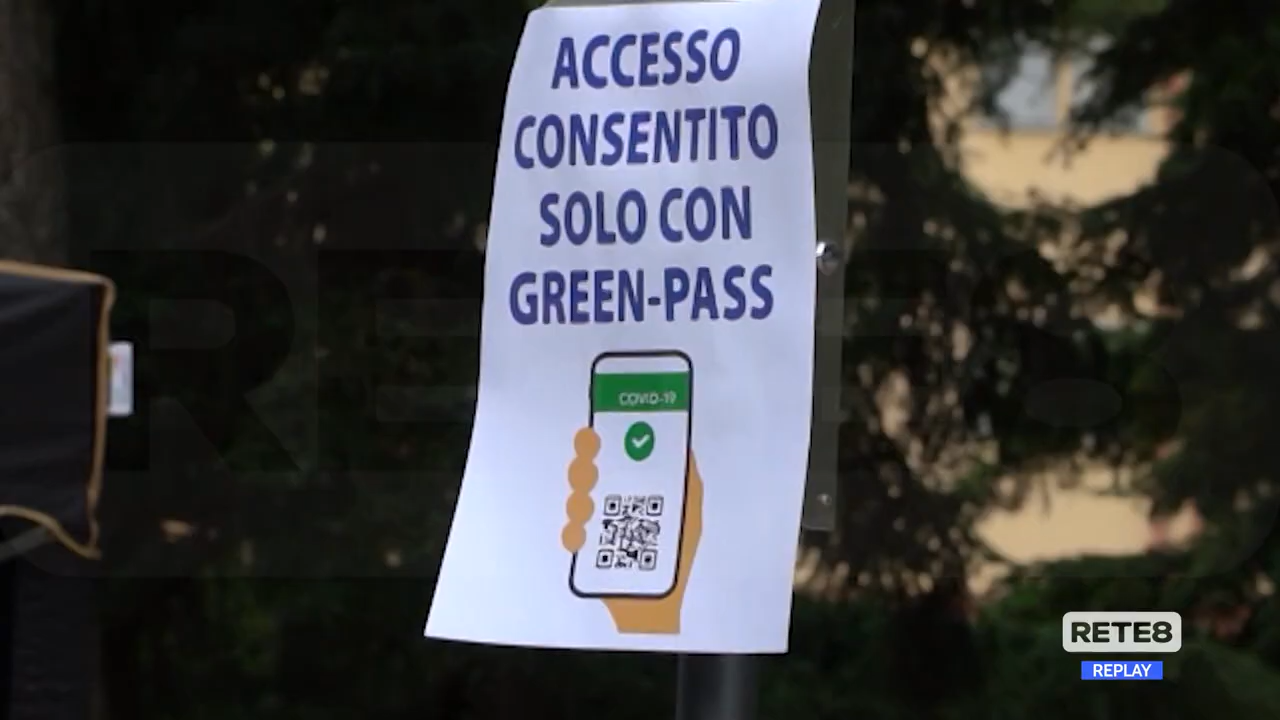 ACCESSO
CONSENTITO
SOLO CON
GREEN-PASS
COVID-19
RETE8
REPLAY